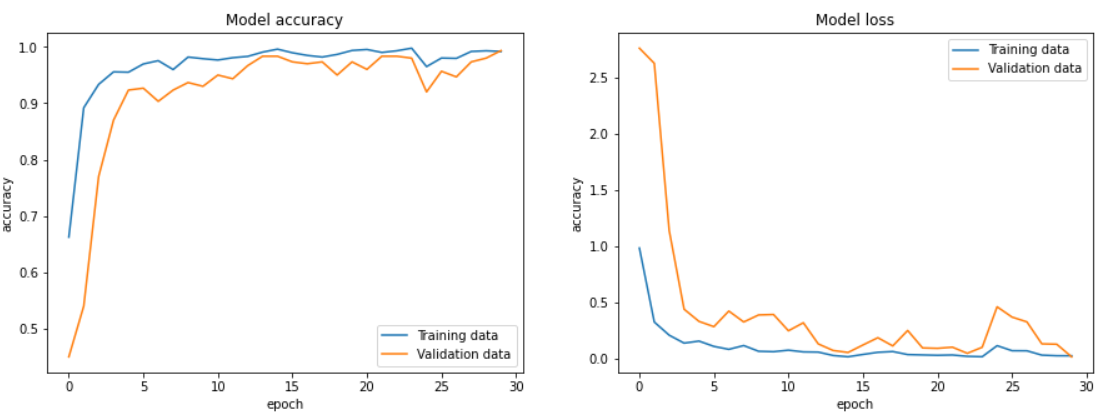 Model accuracy
1.0
0.9
0.8
0.7
0.6
0.5
accuracy
Training data
Validation data
0 5 10 15 20 25 30
epoch
Model loss
Training data
Validation data
2.5
2.0
1.5
1.0
0.5
0.0
accuracy
0 5 10 15 20 25 30
epoch